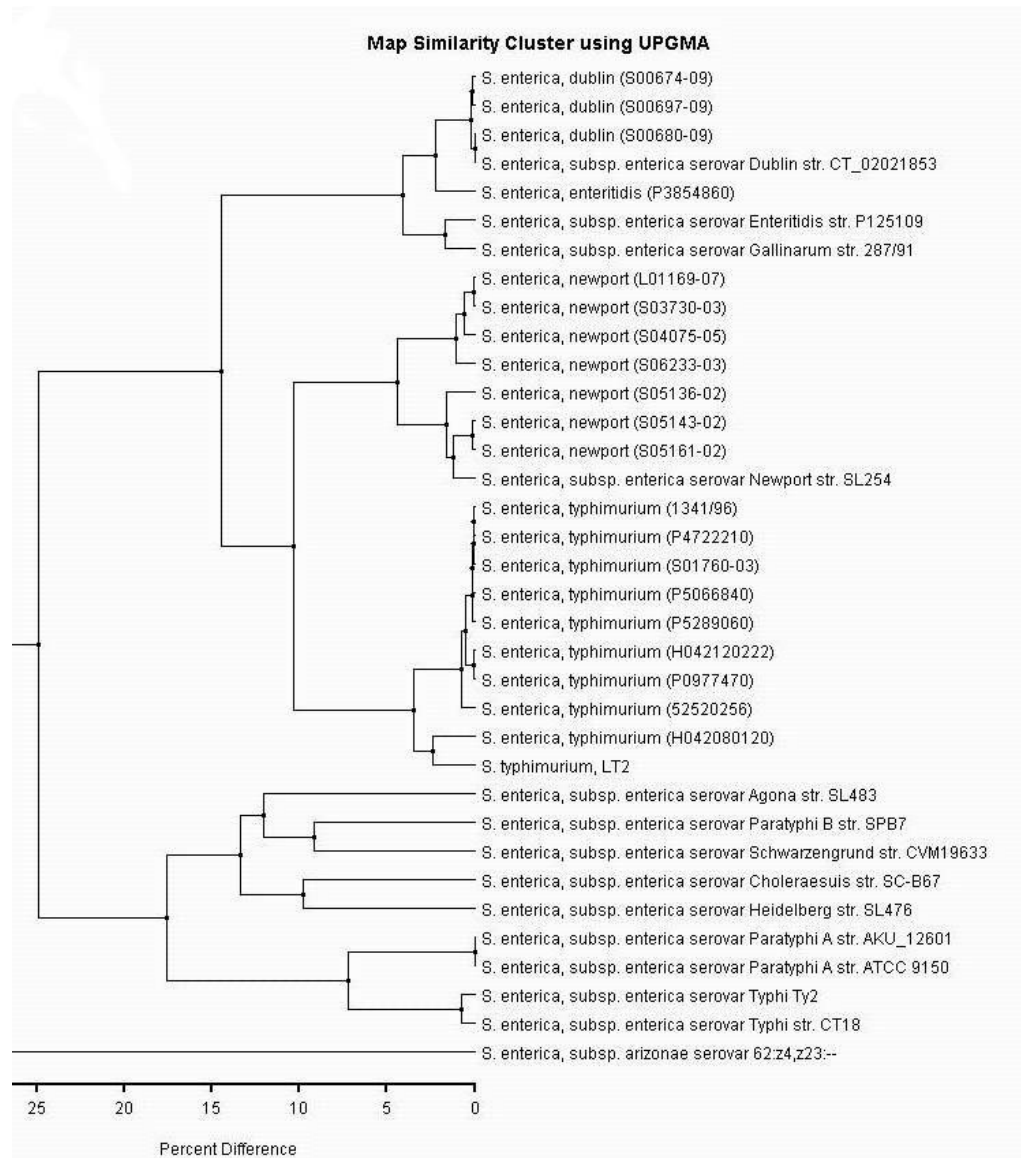 Map Similarity Cluster using UPGMA
S. enterica, dublin (S00674-09)
S. enterica, dublin (S00697-09)
S. enterica, dublin (S00680-09)
S. enterica, subsp. enterica serovar Dublin str. CT_02021853
S. enterica, enteritidis (P3854860)
S. enterica, subsp. enterica serovar Enteritidis str. P125109
S. enterica, subsp. enterica serovar Gallinarum str. 287/91
S. enterica, newport (L01169-07)
S. enterica, newport (S03730-03)
S. enterica, newport (S04075-05)
S. enterica, newport (S06233-03)
S. enterica, newport (S05136-02)
S. enterica, newport (S05143-02)
S. enterica, newport (S05161-02)
S. enterica, subsp. enterica serovar Newport str. SL254
S. enterica, typhimurium (1341/96)
S. enterica, typhimurium (P4722210)
S. enterica, typhimurium (S01760-03)
S. enterica, typhimurium (P5066840)
S. enterica, typhimurium (P5289060)
S. enterica, typhimurium (H042120222)
S. enterica, typhimurium (P0977470)
S. enterica, typhimurium (52520256)
S. enterica, typhimurium (H042080120)
S. typhimurium, LT2
S. enterica, subsp. enterica serovar Agona str. SL483
S. enterica, subsp. enterica serovar Paratyphi B str. SPB7
S. enterica, subsp. enterica serovar Schwarzengrund str. CVM19633
S. enterica, subsp. enterica serovar Choleraesuis str. SC-B67
S. enterica, subsp. enterica serovar Heidelberg str. SL476
S. enterica, subsp. enterica serovar Paratyphi A str. AKU_12601
S. enterica, subsp. enterica serovar Paratyphi A str. ATCC 9150
S. enterica, subsp. enterica serovar Typhi Ty2
S. enterica, subsp. enterica serovar Typhi str. CT18
S. enterica, subsp. arizonae serovar 62:z4,z23:--
25 20 15 10 5 0
Percent Difference